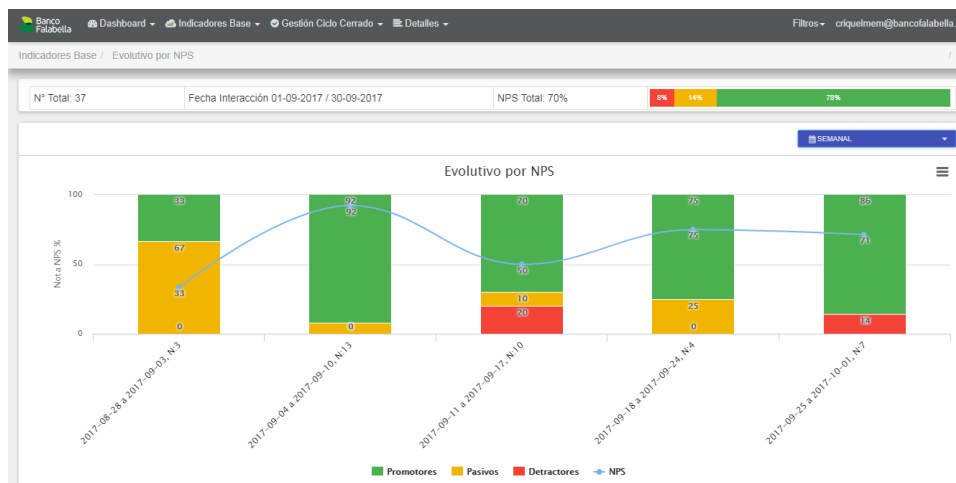 Banco Falabella
Dashboard
Indicadores Base
Gestión Ciclo Cerrado
Detalles
Filtros
criquelmem@bancofalabella.
Indicadores Base / Evolutivo por NPS /
N° Total: 37
Fecha Interacción 01-09-2017 / 30-09-2017
NPS Total: 70%
8% 14% 78%
SEMANAL
Evolutivo por NPS
Nota NPS %
100
50
0
33
67
33
0
92
92
0
70
50
10
20
75
75
25
0
86
71
14
2017-08-28 a 2017-09-03, N:3
2017-09-04 a 2017-09-10, N:13
2017-09-11 a 2017-09-17, N:10
2017-09-18 a 2017-09-24, N:4
2017-09-25 a 2017-10-01, N:7
Promotores Pasivos Detractores NPS